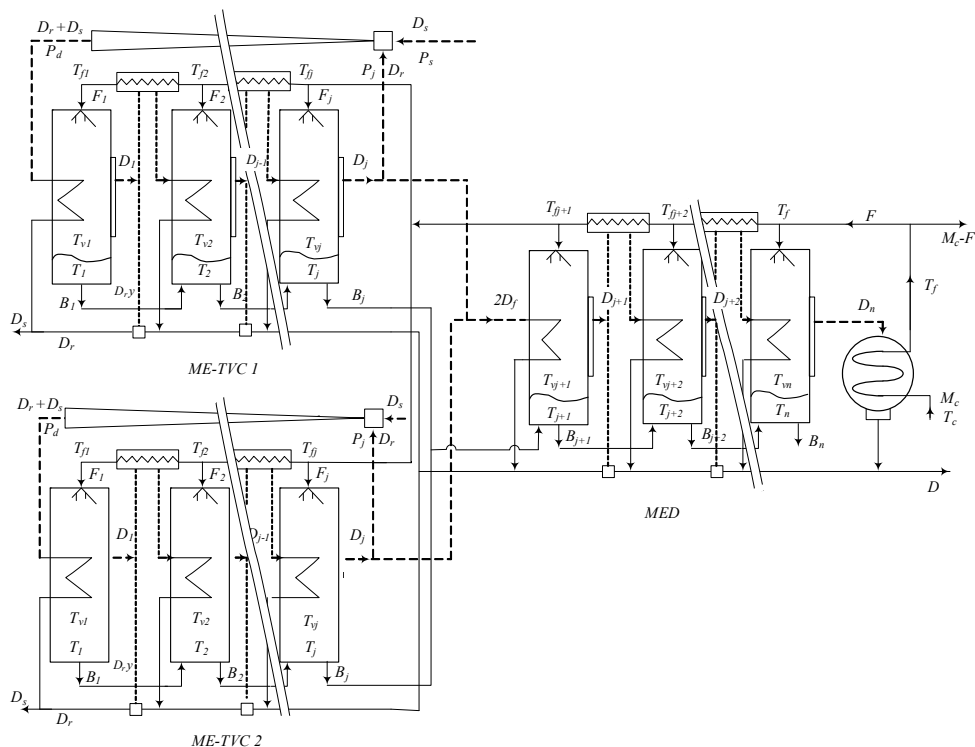 D_r+D_s
P_d
D_s
P_s
P_j D_r
T_f1
T_f2
T_fj
F_1
F_2
F_j
D_1
D_j-1
D_j
T_v1
T_v2
T_vj
T_1
T_2
T_j
B_1
D_ry
B_2
B_j
D_s
D_r
ME-TVC 1
T_fj+1
T_fj+2
T_f
F
M_c-F
T_f
2D_f
D_j+1
D_j+2
D_n
T_vj+1
T_vj+2
T_vn
T_j+1
T_j+2
T_n
M_c
T_c
B_j+1
B_j+2
B_n
D
MED
D_r+D_s
P_d
D_s
P_j
D_r
T_f1
T_f2
T_fj
F_1
F_2
F_j
D_1
D_j-1
D_j
T_v1
T_v2
T_vj
T_1
T_2
T_j
B_1
D_ry
B_2
B_j
D_s
D_r
ME-TVC 2